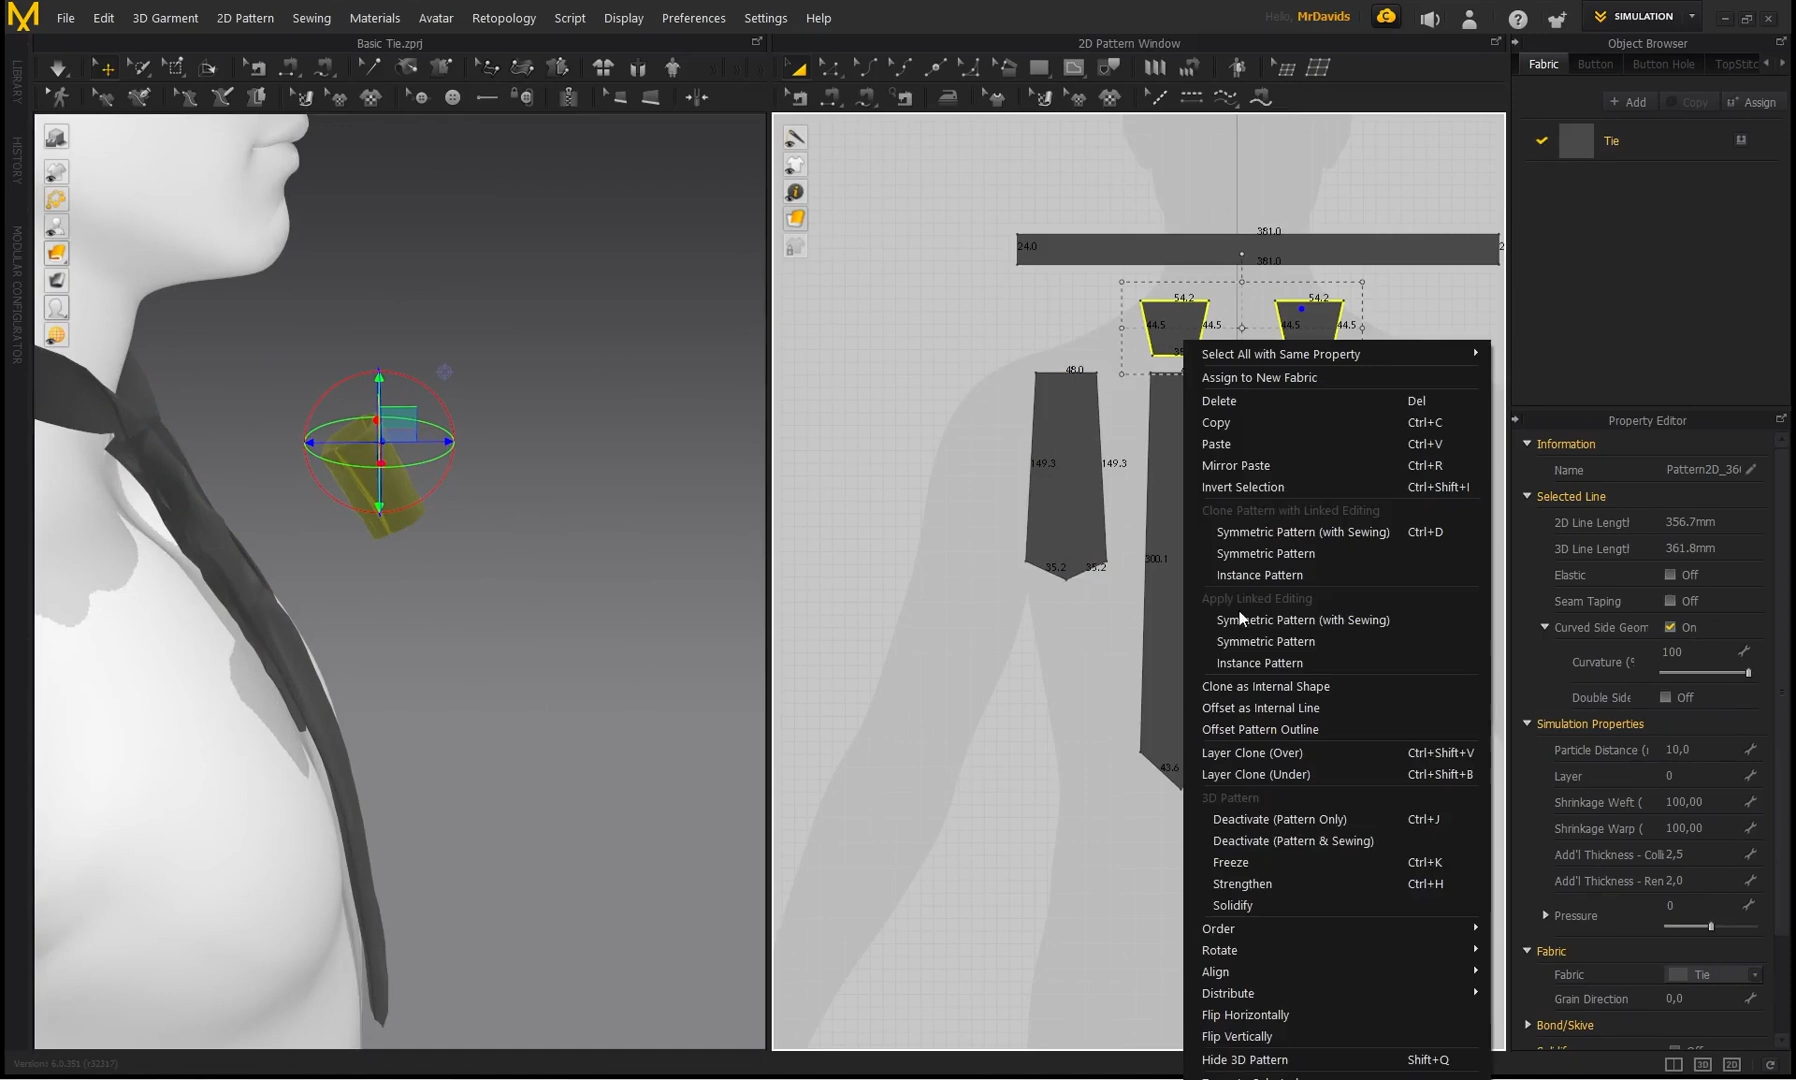 File Edit 3D Garment 2D Pattern Sewing Materials Avatar Retopology Script Display Preferences Settings Help
Hello, MrDavids
SIMULATION
Basic Tie.zprj
2D Pattern Window
Object Browser
LIBRARY
HISTORY
MODULAR CONFIGURATOR
Fabric Button Button Hole TopStitc
+ Add Copy Assign
Tie
381.0
24.0
2
381.0
54.2 54.2
44.5 44.5 44.5 44.5
48.0
149.3 149.3
35.2 35.2
300.1
43.6
Select All with Same Property
Assign to New Fabric
Delete Del
Copy Ctrl+C
Paste Ctrl+V
Mirror Paste Ctrl+R
Invert Selection Ctrl+Shift+I
Clone Pattern with Linked Editing
Symmetric Pattern (with Sewing) Ctrl+D
Symmetric Pattern
Instance Pattern
Apply Linked Editing
Symmetric Pattern (with Sewing)
Symmetric Pattern
Instance Pattern
Clone as Internal Shape
Offset as Internal Line
Offset Pattern Outline
Layer Clone (Over) Ctrl+Shift+V
Layer Clone (Under) Ctrl+Shift+B
3D Pattern
Deactivate (Pattern Only) Ctrl+J
Deactivate (Pattern & Sewing)
Freeze Ctrl+K
Strengthen Ctrl+H
Solidify
Order
Rotate
Align
Distribute
Flip Horizontally
Flip Vertically
Hide 3D Pattern Shift+Q
Property Editor
Information
Name Pattern2D_36
Selected Line
2D Line Lengt 356.7mm
3D Line Lengt 361.8mm
Elastic Off
Seam Taping Off
Curved Side Geom On
Curvature ( 100
Double Side Off
Simulation Properties
Particle Distance ( 10,0
Layer 0
Shrinkage Weft ( 100,00
Shrinkage Warp ( 100,00
Add'l Thickness - Colli 2,5
Add'l Thickness - Ren 2,0
Pressure 0
Fabric
Fabric Tie
Grain Direction 0,0
Bond/Skive
Version: 6.0.351 (r32317)
3D 2D